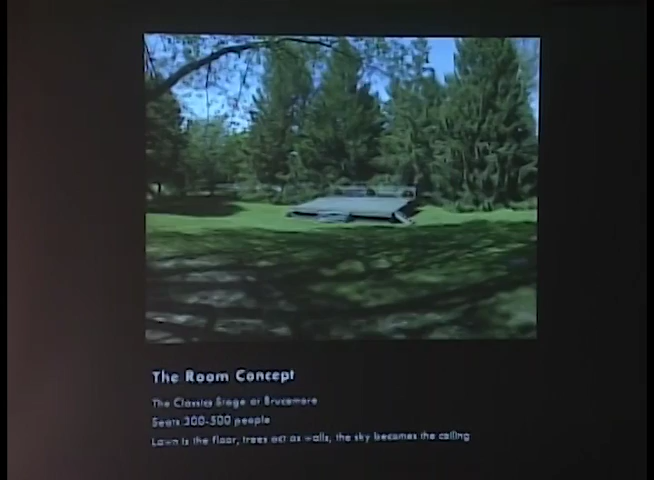 The Room Concept
The Classics Stage at Brucemore
Seats 300-500 people
Lawn is the floor, trees act as walls, the sky becomes the ceiling